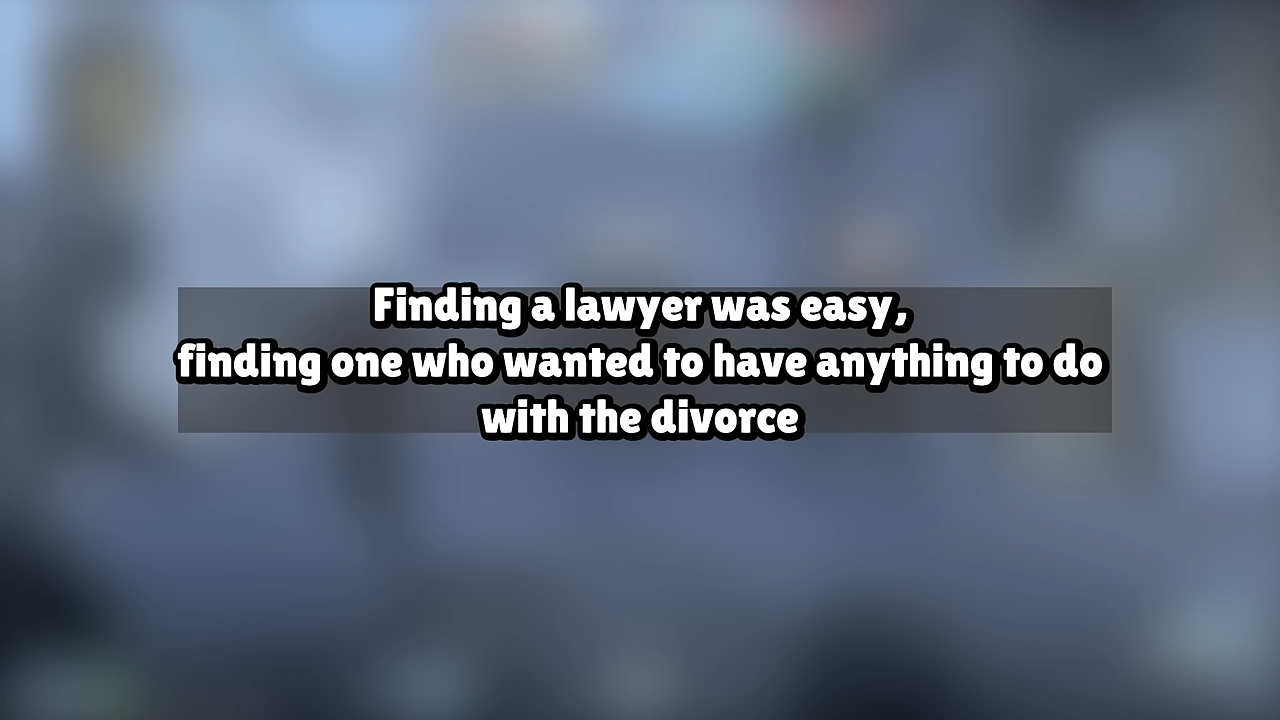 Finding a lawyer was easy,
finding one who wanted to have anything to do
with the divorce